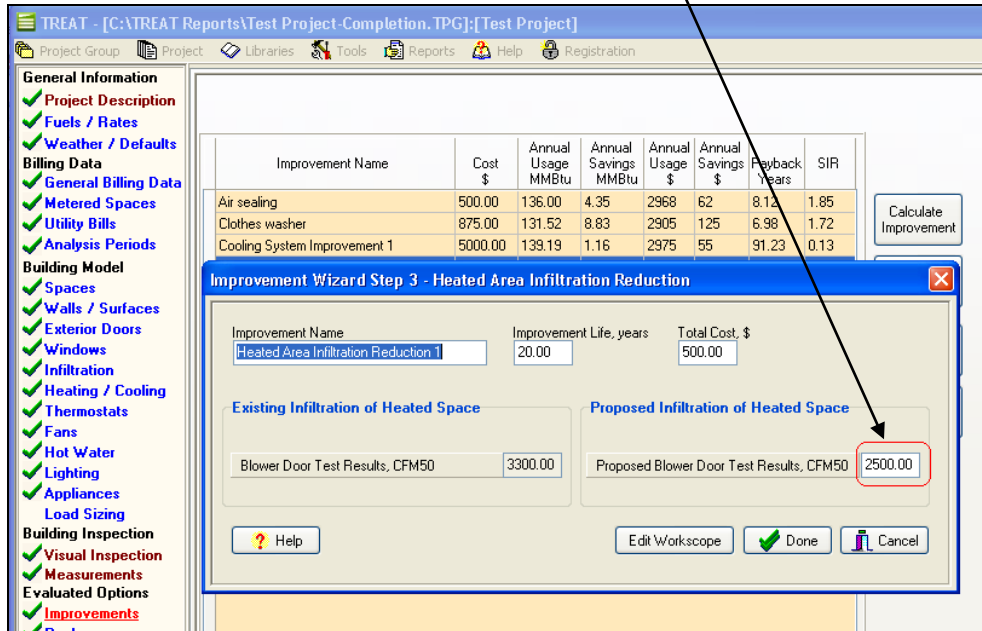 TREAT - [C:\TREAT Reports\Test Project-Completion.TPG]:[Test Project]
Project Group Project Libraries Tools Reports Help Registration
General Information
Project Description
Fuels / Rates
Weather / Defaults
Billing Data
General Billing Data
Metered Spaces
Utility Bills
Analysis Periods
Building Model
Spaces
Walls / Surfaces
Exterior Doors
Windows
Infiltration
Heating / Cooling
Thermostats
Fans
Hot Water
Lighting
Appliances
Load Sizing
Building Inspection
Visual Inspection
Measurements
Evaluated Options
Improvements
Improvement Name Cost $ Annual Usage MMBtu Annual Savings MMBtu Annual Usage $ Annual Savings $ Payback Years SIR
Air sealing 500.00 136.00 4.35 2968 62 8.12 1.85
Clothes washer 875.00 131.52 8.83 2905 125 6.98 1.72
Cooling System Improvement 1 5000.00 139.19 1.16 2975 55 91.23 0.13
Calculate
Improvement
Improvement Wizard Step 3 - Heated Area Infiltration Reduction
Improvement Name Improvement Life, years Total Cost, $
Heated Area Infiltration Reduction 1 20.00 500.00
Existing Infiltration of Heated Space Proposed Infiltration of Heated Space
Blower Door Test Results, CFM50 3300.00 Proposed Blower Door Test Results, CFM50 2500.00
? Help Edit Workscope Done Cancel